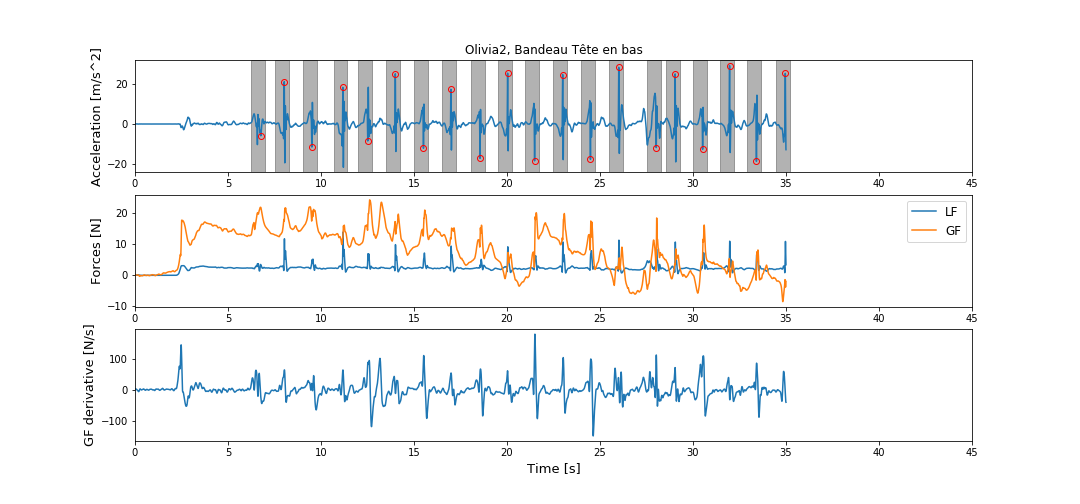 Olivia2, Bandeau Tête en bas
Acceleration [m/s^2]
20
0
−20
0 5 10 15 20 25 30 35 40 45
Forces [N]
20
10
0
−10
LF
GF
0 5 10 15 20 25 30 35 40 45
GF derivative [N/s]
100
0
−100
0 5 10 15 20 25 30 35 40 45
Time [s]